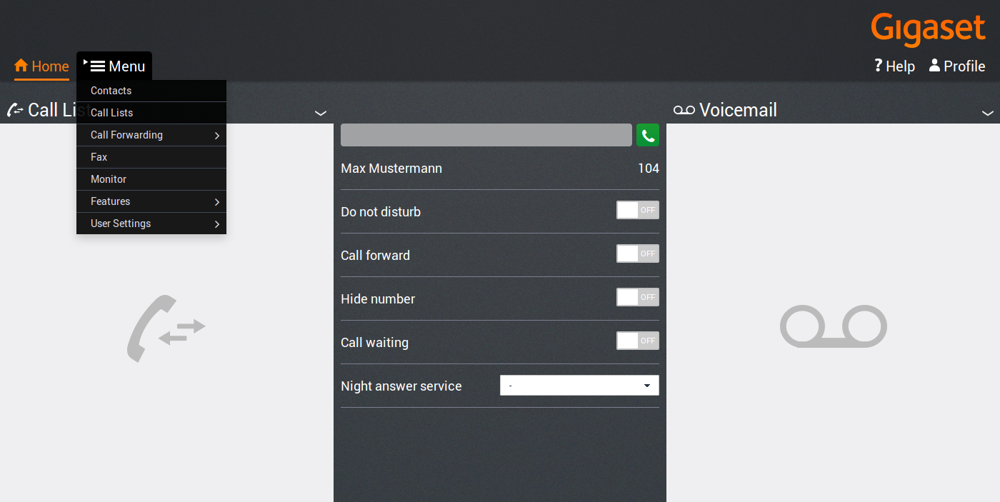 Gigaset
Home
Menu
? Help
Profile
Contacts
Call Lists
Call Forwarding
Fax
Monitor
Features
User Settings
Call List
Max Mustermann 104
Do not disturb OFF
Call forward OFF
Hide number OFF
Call waiting OFF
Night answer service -
Voicemail